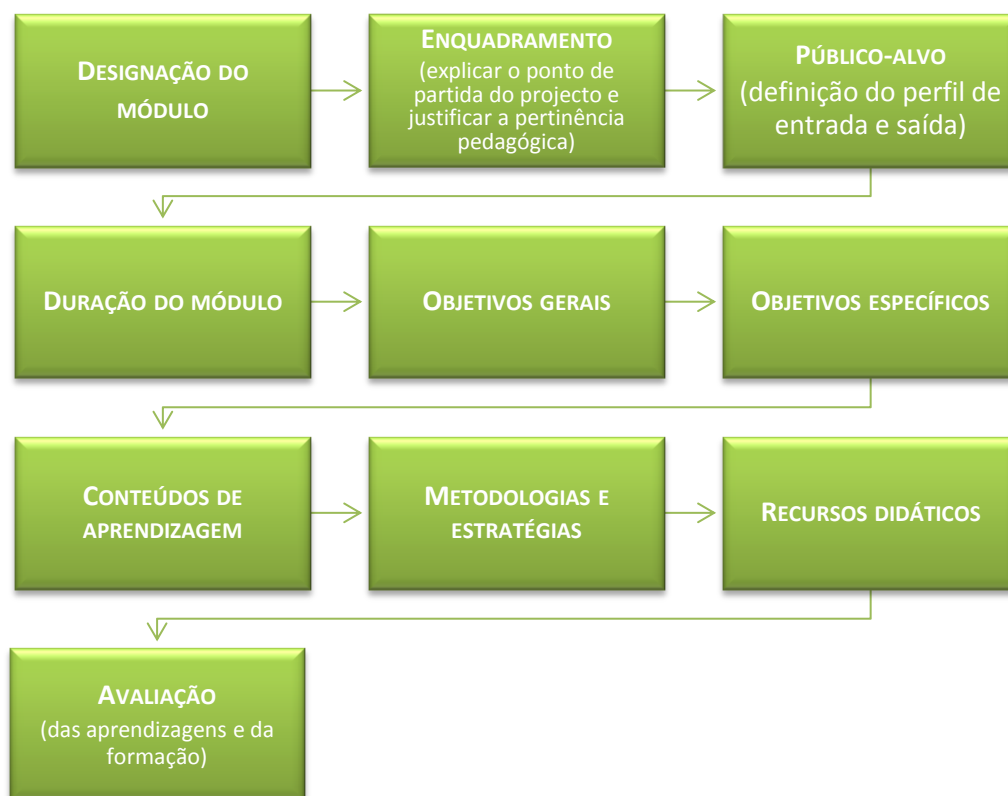 DESIGNAÇÃO DO
MÓDULO
ENQUADRAMENTO
(explicar o ponto de
partida do projecto e
justificar a pertinência
pedagógica)
PÚBLICO-ALVO
(definição do perfil de
entrada e saída)
DURAÇÃO DO MÓDULO
OBJETIVOS GERAIS
OBJETIVOS ESPECÍFICOS
CONTEÚDOS DE
APRENDIZAGEM
METODOLOGIAS E
ESTRATÉGIAS
RECURSOS DIDÁTICOS
AVALIAÇÃO
(das aprendizagens e da
formação)